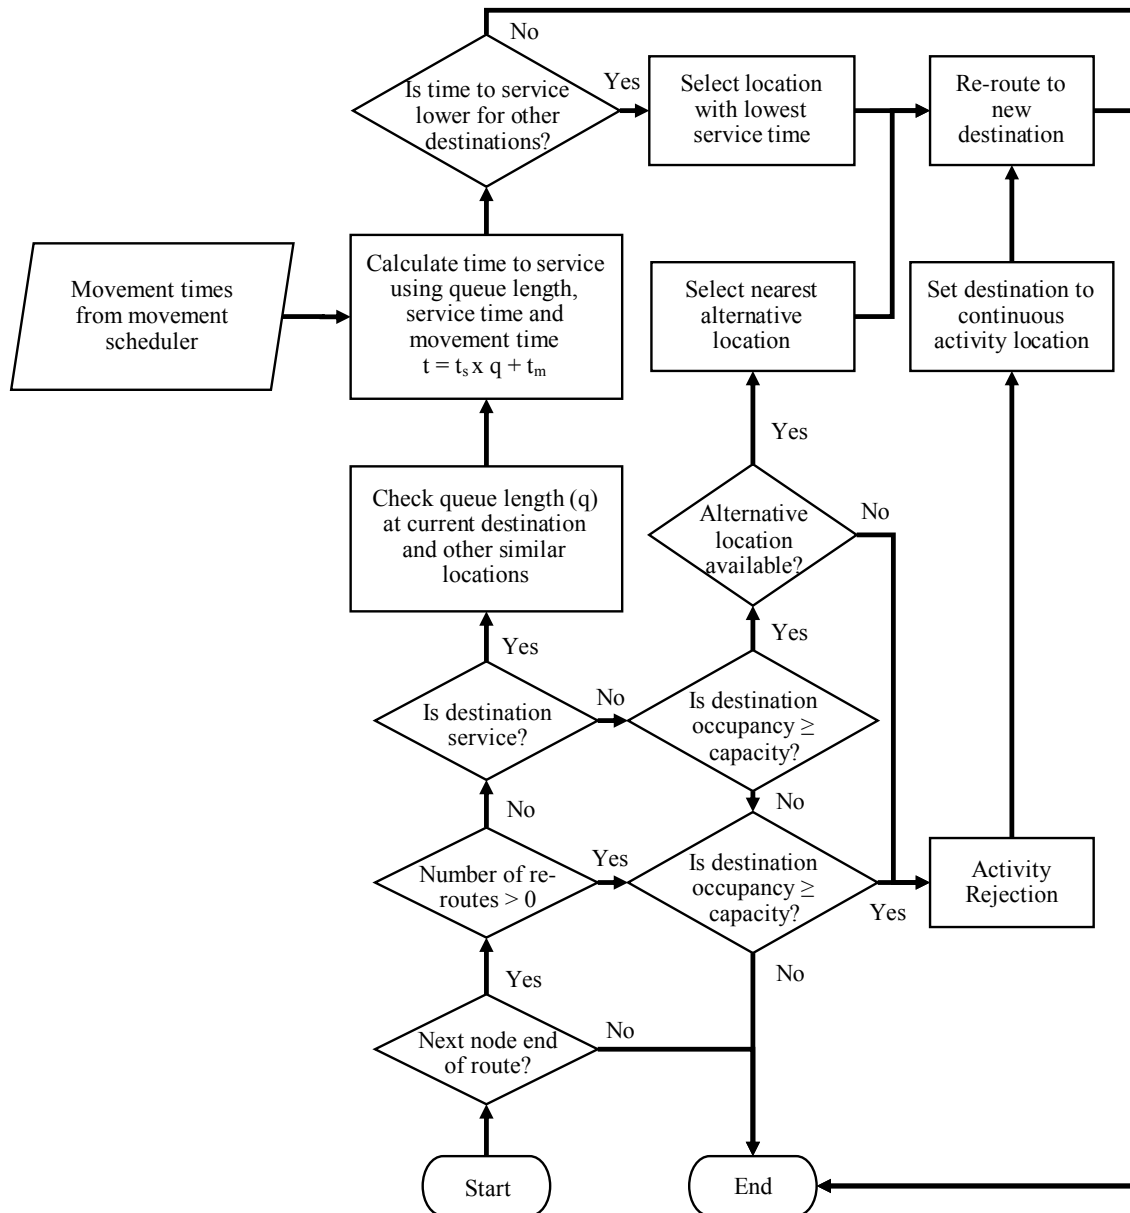 No
Is time to service
lower for other
destinations?
Yes
Select location
with lowest
service time
Re-route to
new
destination
Movement times
from movement
scheduler
Calculate time to service
using queue length,
service time and
movement time
t = ts x q + tm
Select nearest
alternative
location
Set destination to
continuous
activity location
Yes
Check queue length (q)
at current destination
and other similar
locations
Alternative
location
available?
No
Yes
Yes
Is destination
service?
No
Is destination
occupancy ≥
capacity?
No
No
Number of re-
routes > 0
Yes
Is destination
occupancy ≥
capacity?
Yes
Activity
Rejection
Yes
No
Next node end
of route?
No
Start
End